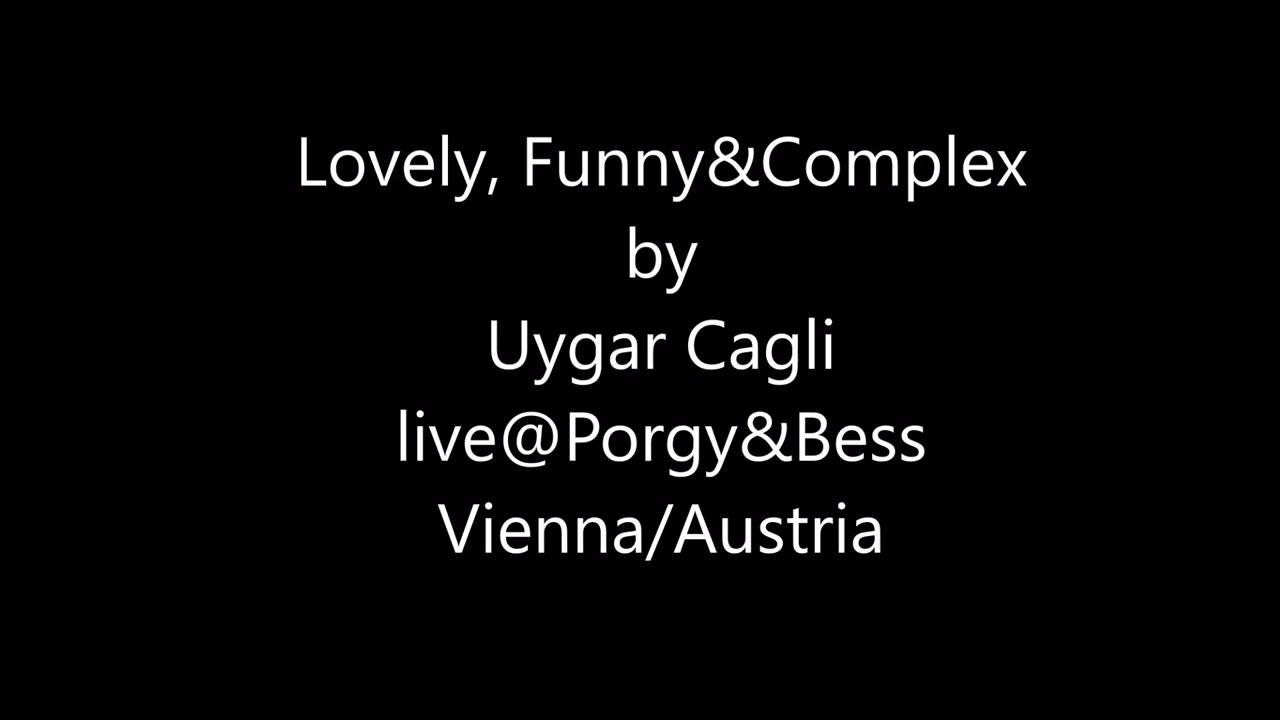 Lovely, Funny&Complex
by
Uygar Cagli
live@Porgy&Bess
Vienna/Austria